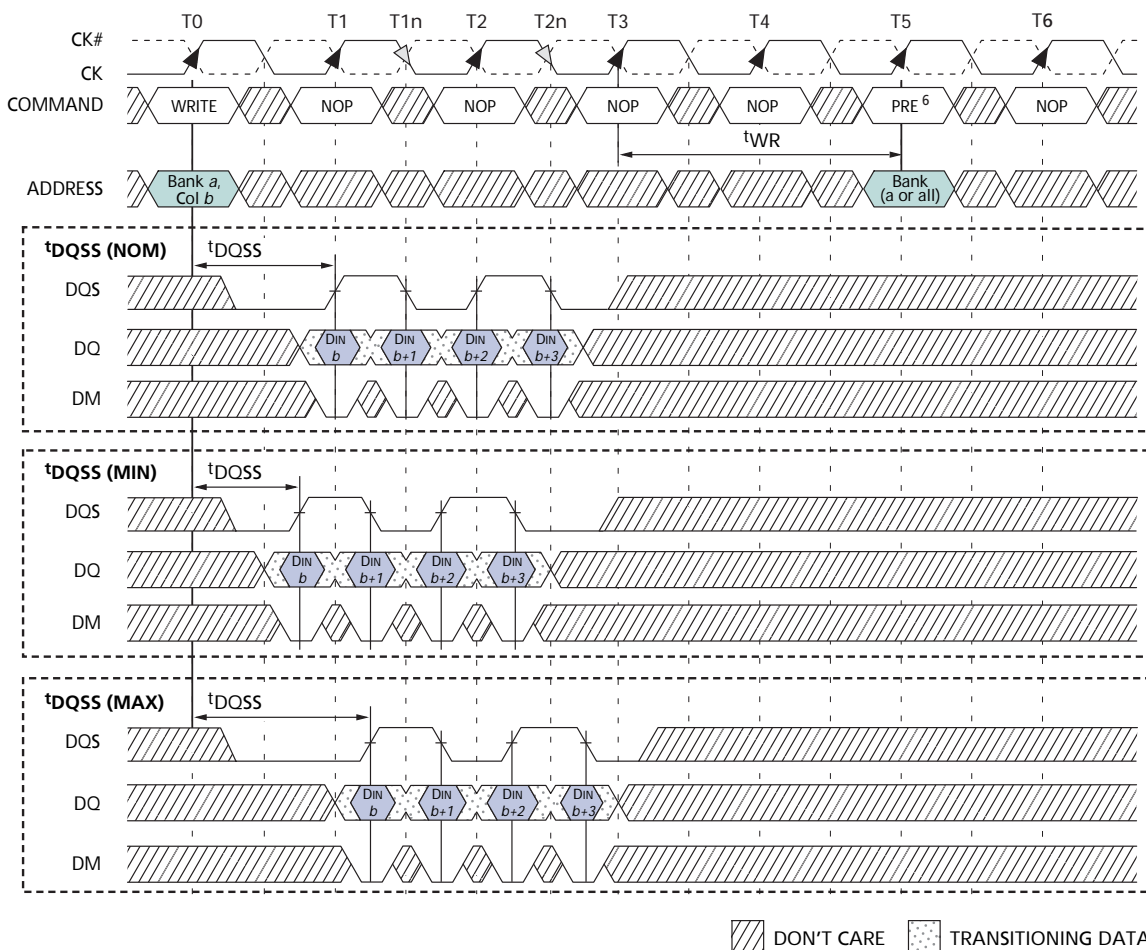 T0 T1 T1n T2 T2n T3 T4 T5 T6
CK#
CK
COMMAND WRITE NOP NOP NOP NOP PRE 6 NOP
tWR
ADDRESS Bank a, Col b Bank (a or all)
tDQSS (NOM) tDQSS
DQS
DQ DIN b DIN b+1 DIN b+2 DIN b+3
DM
tDQSS (MIN) tDQSS
DQS
DQ DIN b DIN b+1 DIN b+2 DIN b+3
DM
tDQSS (MAX) tDQSS
DQS
DQ DIN b DIN b+1 DIN b+2 DIN b+3
DM
DON'T CARE TRANSITIONING DATA